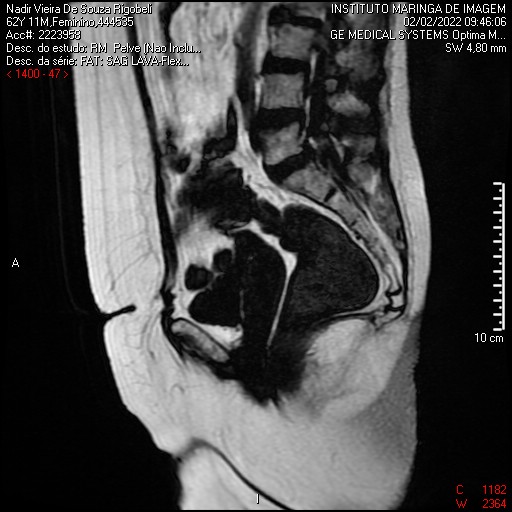 Nadir Vieira De Souza Rigobeli
62Y 11M,Feminino,444535
Acc#: 2223953
Desc. do estudo: RM Pelve (Nao Inclu...
Desc. da série: FAT: SAG LAVA-Flex...
< 1400 - 47 >
INSTITUTO MARINGA DE IMAGEM
02/02/2022 09:46:06
GE MEDICAL SYSTEMS Optima M...
SW 4,80 mm
A
10 cm
I
C 1182
W 2364